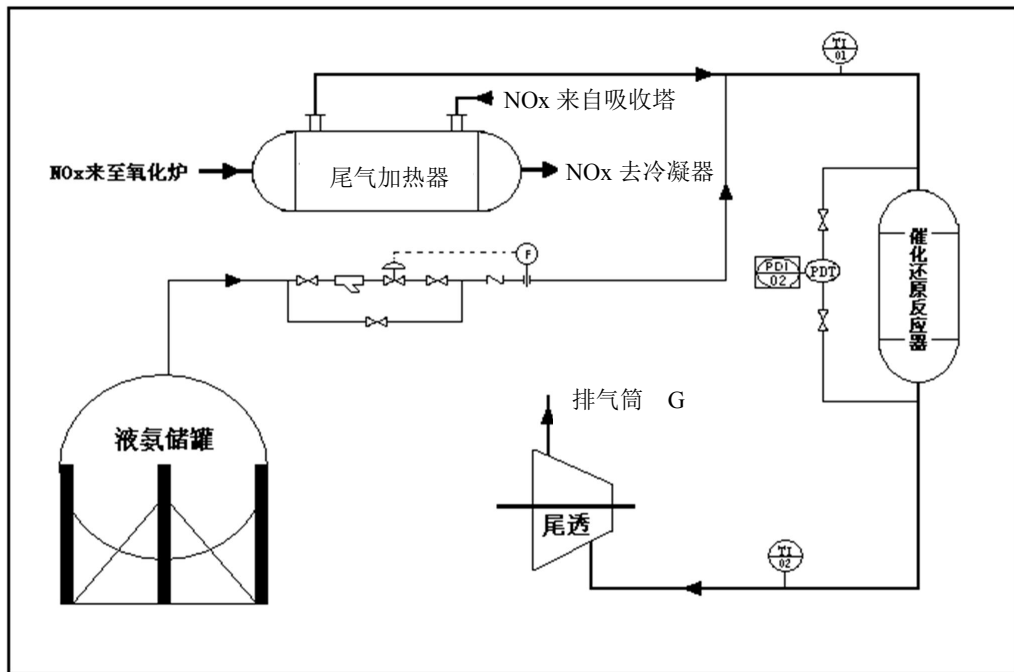 TI
01
NOx 来自吸收塔
NOx来至氧化炉
尾气加热器
NOx 去冷凝器
F
PDI
02
PDT
催化还原反应器
液氨储罐
排气筒 G
尾透
TI
02